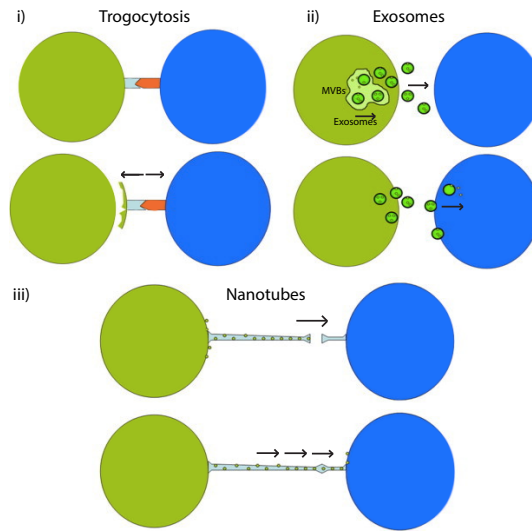 i) Trogocytosis
ii) Exosomes
MVBs
Exosomes
iii) Nanotubes